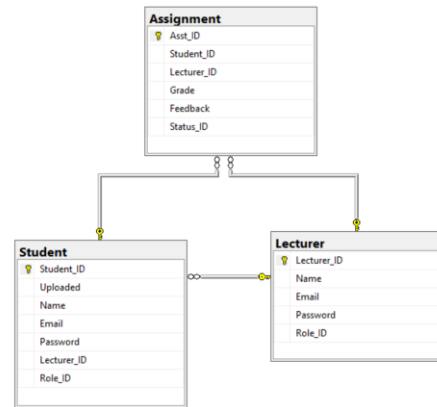 Assignment
Asst_ID
Student_ID
Lecturer_ID
Grade
Feedback
Status_ID
Student
Student_ID
Uploaded
Name
Email
Password
Lecturer_ID
Role_ID
Lecturer
Lecturer_ID
Name
Email
Password
Role_ID